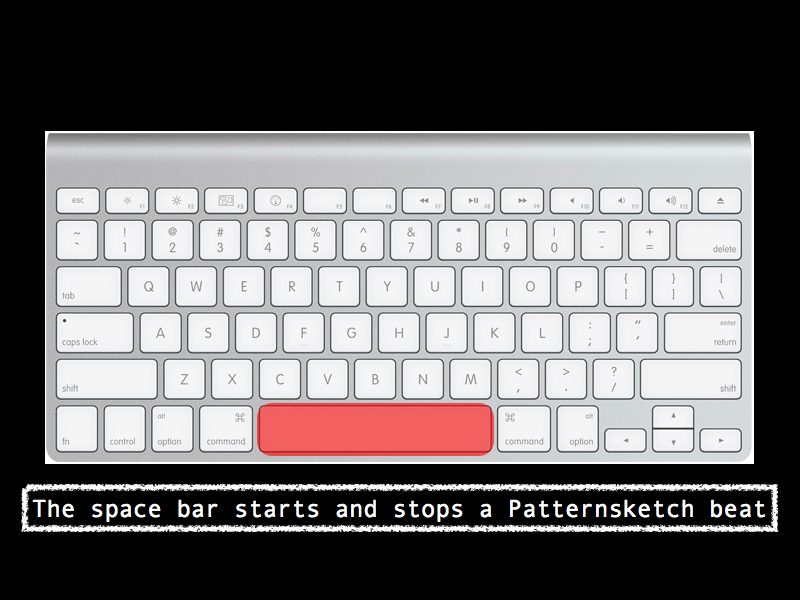 esc F1 F2 F3 F4 F5 F6 F7 F8 F9 F10 F11 F12
~ ! @ # $ % ^ & * ( ) _ +
` 1 2 3 4 5 6 7 8 9 0 - = delete
tab Q W E R T Y U I O P { [ } ] | \
caps lock A S D F G H J K L : ; " ' enter return
shift Z X C V B N M < , > . ? / shift
fn control alt option ⌘ command ⌘ command alt option
The space bar starts and stops a Patternsketch beat